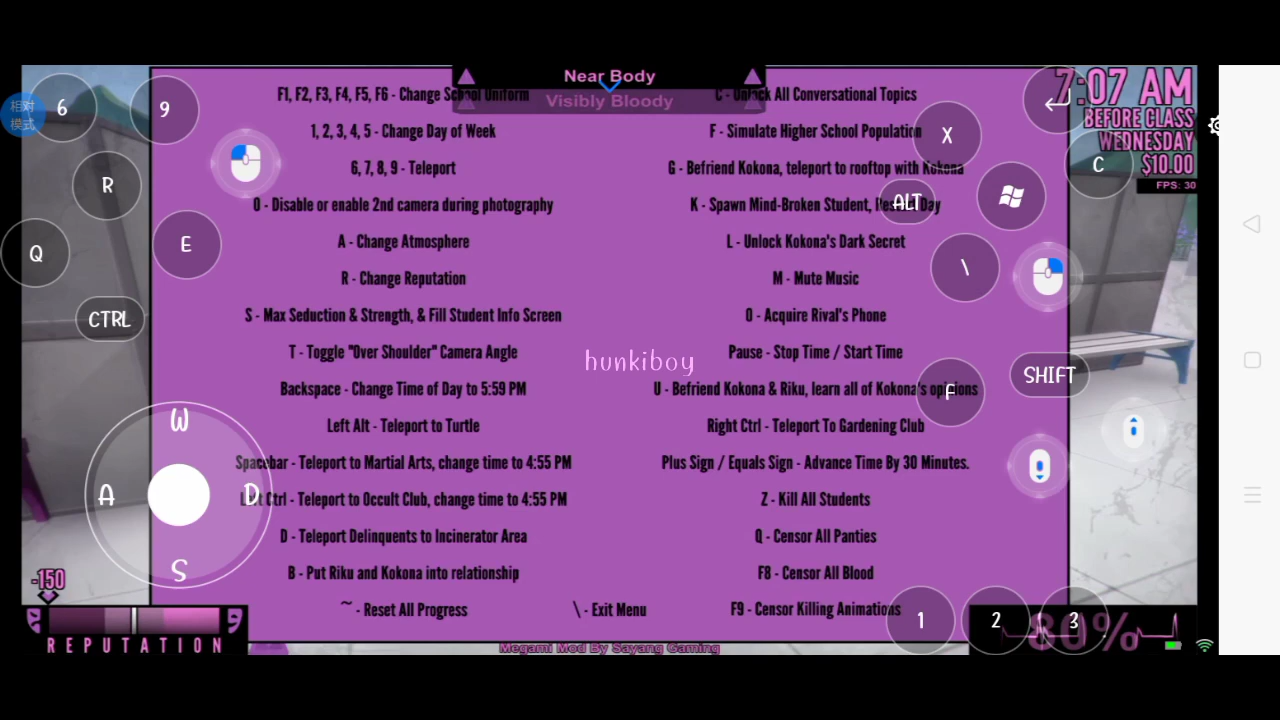 Near Body
Visibly Bloody
7:07 AM
BEFORE CLASS
WEDNESDAY
$10.00
FPS: 30
F1, F2, F3, F4, F5, F6 - Change School Uniform
1, 2, 3, 4, 5 - Change Day of Week
6, 7, 8, 9 - Teleport
0 - Disable or enable 2nd camera during photography
A - Change Atmosphere
R - Change Reputation
S - Max Seduction & Strength, & Fill Student Info Screen
T - Toggle "Over Shoulder" Camera Angle
Backspace - Change Time of Day to 5:59 PM
Left Alt - Teleport to Turtle
Spacebar - Teleport to Martial Arts, change time to 4:55 PM
Left Ctrl - Teleport to Occult Club, change time to 4:55 PM
D - Teleport Delinquents to Incinerator Area
B - Put Riku and Kokona into relationship
~ - Reset All Progress
\ - Exit Menu
C - Unlock All Conversational Topics
F - Simulate Higher School Population
G - Befriend Kokona, teleport to rooftop with Kokona
K - Spawn Mind-Broken Student, Day
L - Unlock Kokona's Dark Secret
M - Mute Music
O - Acquire Rival's Phone
Pause - Stop Time / Start Time
U - Befriend Kokona & Riku, learn all of Kokona's opinions
Right Ctrl - Teleport To Gardening Club
Plus Sign / Equals Sign - Advance Time By 30 Minutes.
Z - Kill All Students
Q - Censor All Panties
F8 - Censor All Blood
F9 - Censor Killing Animations
hunkiboy
相对
模式
6
9
R
Q
E
CTRL
W
A
D
S
X
C
ALT
\
SHIFT
F
1
2
3
-150
REPUTATION
80%
Megami Mod By Sayang Gaming